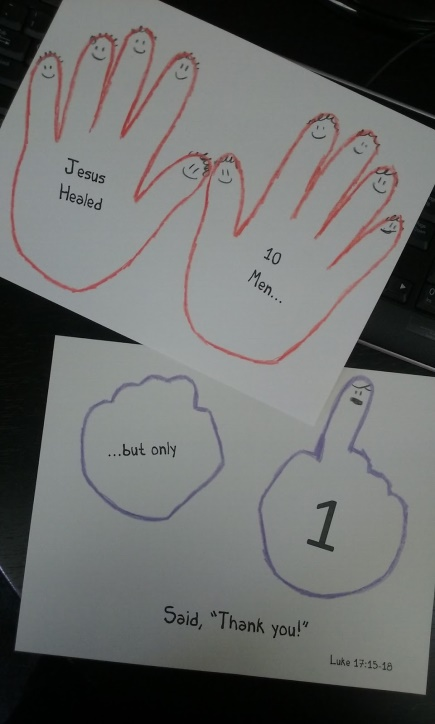 Jesus
Healed
10
Men...
...but only
1
Said, "Thank you!"
Luke 17:15-18